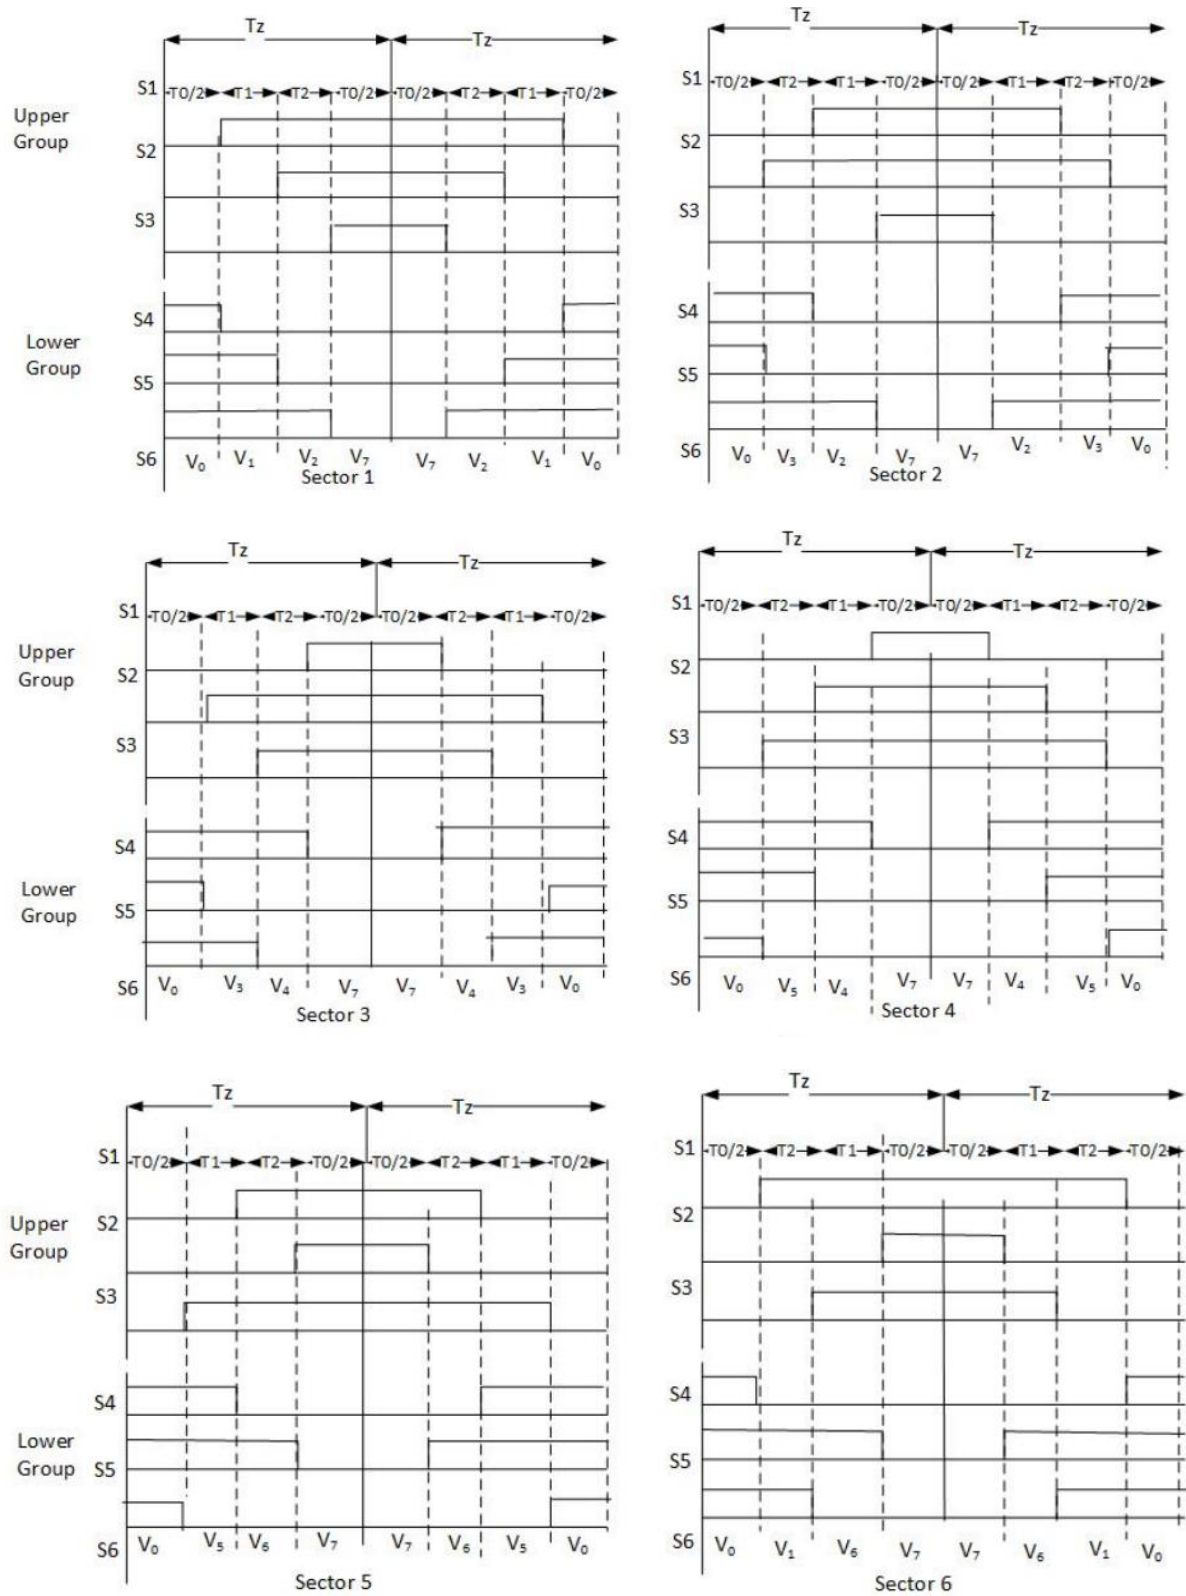 Tz Tz
S1 T0/2 T1 T2 T0/2 T0/2 T2 T1 T0/2
Upper
Group
S2
S3
S4
Lower
Group
S5
S6 V0 V1 V2 V7 V7 V2 V1 V0
Sector 1
Tz Tz
S1 T0/2 T2 T1 T0/2 T0/2 T1 T2 T0/2
S2
S3
S4
S5
S6 V0 V3 V2 V7 V7 V2 V3 V0
Sector 2
Tz Tz
S1 T0/2 T1 T2 T0/2 T0/2 T2 T1 T0/2
Upper
Group
S2
S3
S4
Lower
Group
S5
S6 V0 V3 V4 V7 V7 V4 V3 V0
Sector 3
Tz Tz
S1 T0/2 T2 T1 T0/2 T0/2 T1 T2 T0/2
S2
S3
S4
S5
S6 V0 V5 V4 V7 V7 V4 V5 V0
Sector 4
Tz Tz
S1 T0/2 T1 T2 T0/2 T0/2 T2 T1 T0/2
Upper
Group
S2
S3
S4
Lower
Group
S5
S6 V0 V5 V6 V7 V7 V6 V5 V0
Sector 5
Tz Tz
S1 T0/2 T2 T1 T0/2 T0/2 T1 T2 T0/2
S2
S3
S4
S5
S6 V0 V1 V6 V7 V7 V6 V1 V0
Sector 6